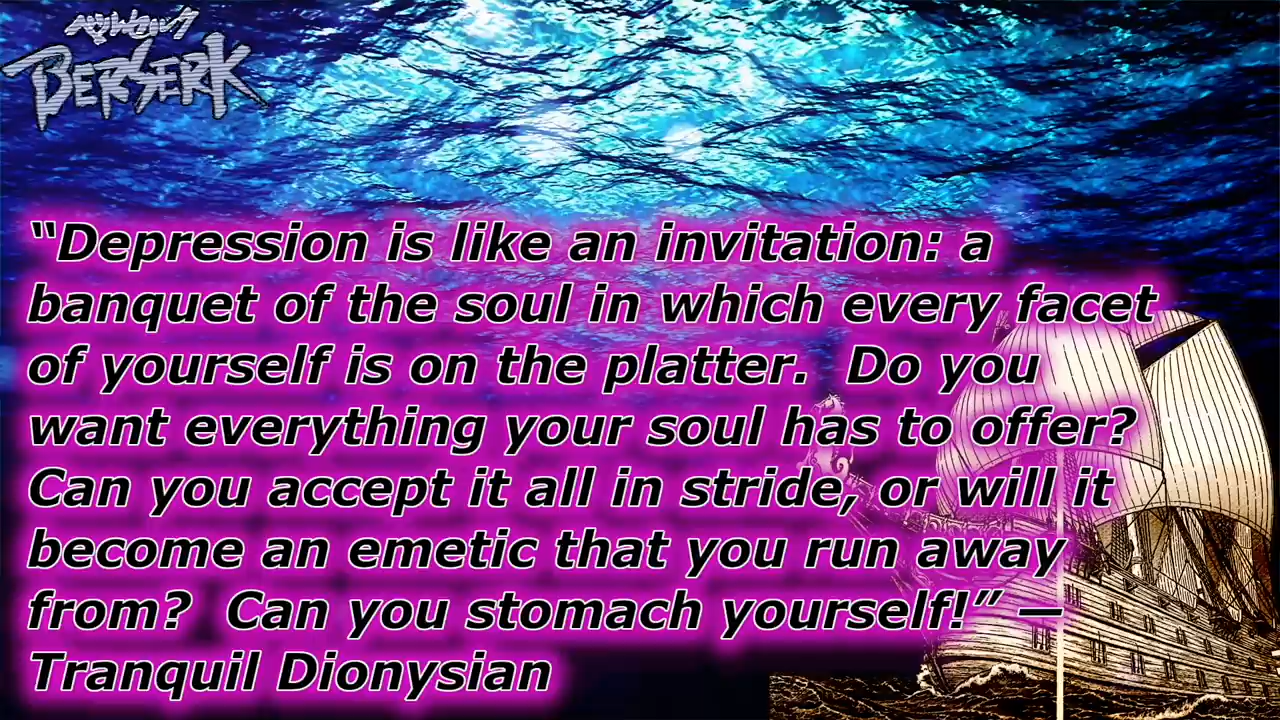 ベルセルク
BERSERK
“Depression is like an invitation: a
banquet of the soul in which every facet
of yourself is on the platter.  Do you
want everything your soul has to offer?
Can you accept it all in stride, or will it
become an emetic that you run away
from?  Can you stomach yourself!” —
Tranquil Dionysian